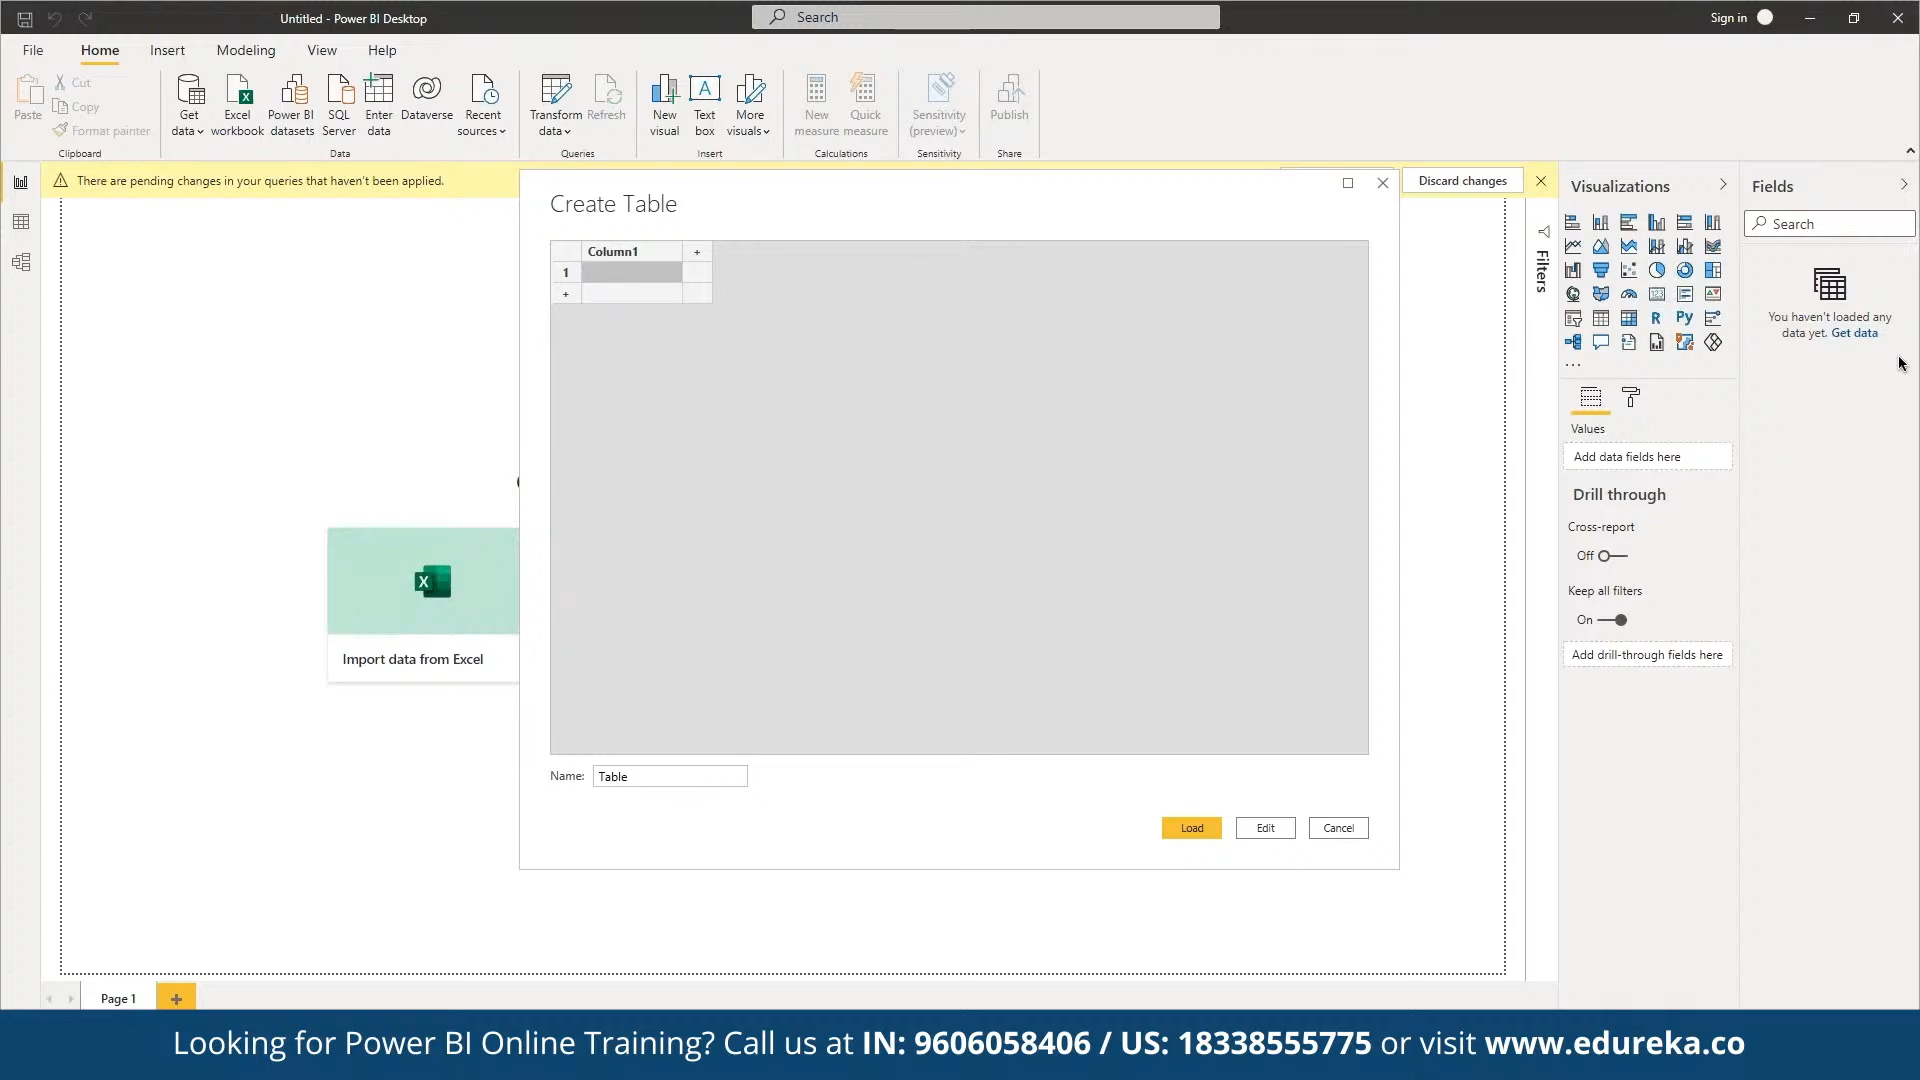 Untitled - Power BI Desktop
Search
Sign in
File
Home
Insert
Modeling
View
Help
Paste
Cut
Copy
Format painter
Clipboard
Get data
Excel workbook
Power BI datasets
SQL Server
Enter data
Dataverse
Recent sources
Data
Transform data
Refresh
Queries
New visual
Text box
More visuals
Insert
New measure
Quick measure
Calculations
Sensitivity (preview)
Sensitivity
Publish
Share
There are pending changes in your queries that haven't been applied.
Discard changes
Create Table
Column1
+
1
+
Name:
Table
Load
Edit
Cancel
Import data from Excel
Filters
Visualizations
R
Py
...
Values
Add data fields here
Drill through
Cross-report
Off
Keep all filters
On
Add drill-through fields here
Fields
Search
You haven't loaded any
data yet. Get data
Page 1
+
Looking for Power BI Online Training? Call us at IN: 9606058406 / US: 18338555775 or visit www.edureka.co